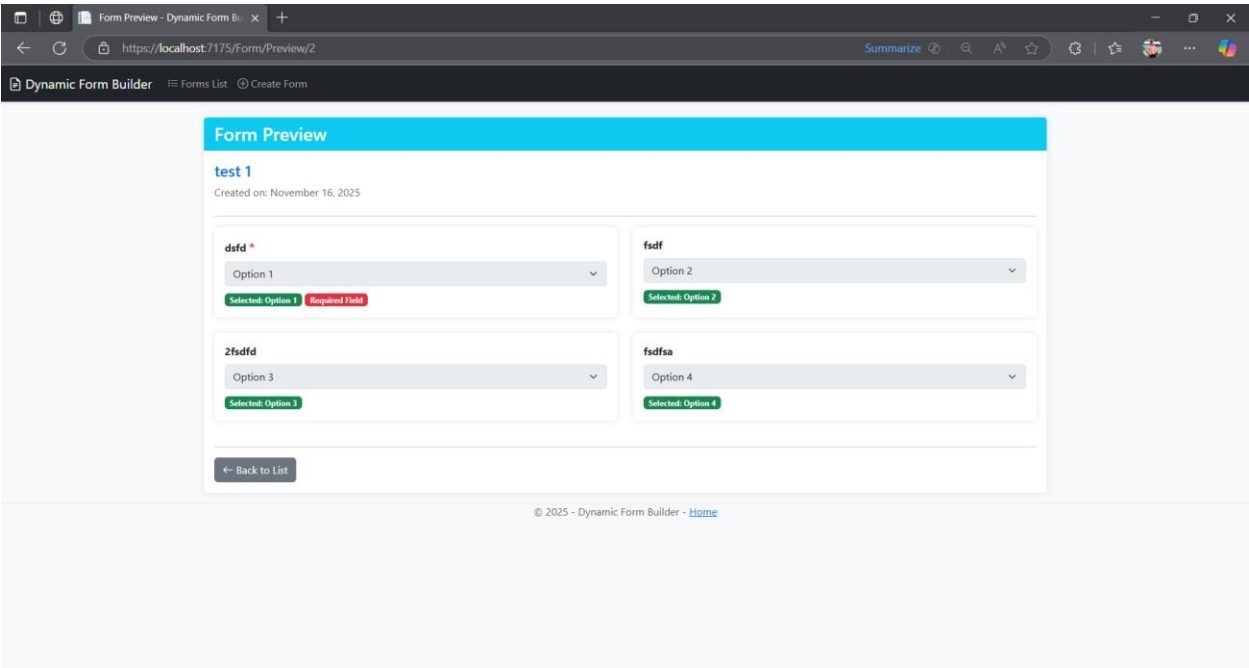 Form Preview - Dynamic Form Bu
https://localhost:7175/Form/Preview/2
Summarize
Dynamic Form Builder Forms List Create Form
Form Preview
test 1
Created on: November 16, 2025
dsfd *
Option 1
Selected: Option 1 Required Field
fsdf
Option 2
Selected: Option 2
2fsdfd
Option 3
Selected: Option 3
fsdfsa
Option 4
Selected: Option 4
← Back to List
© 2025 - Dynamic Form Builder - Home